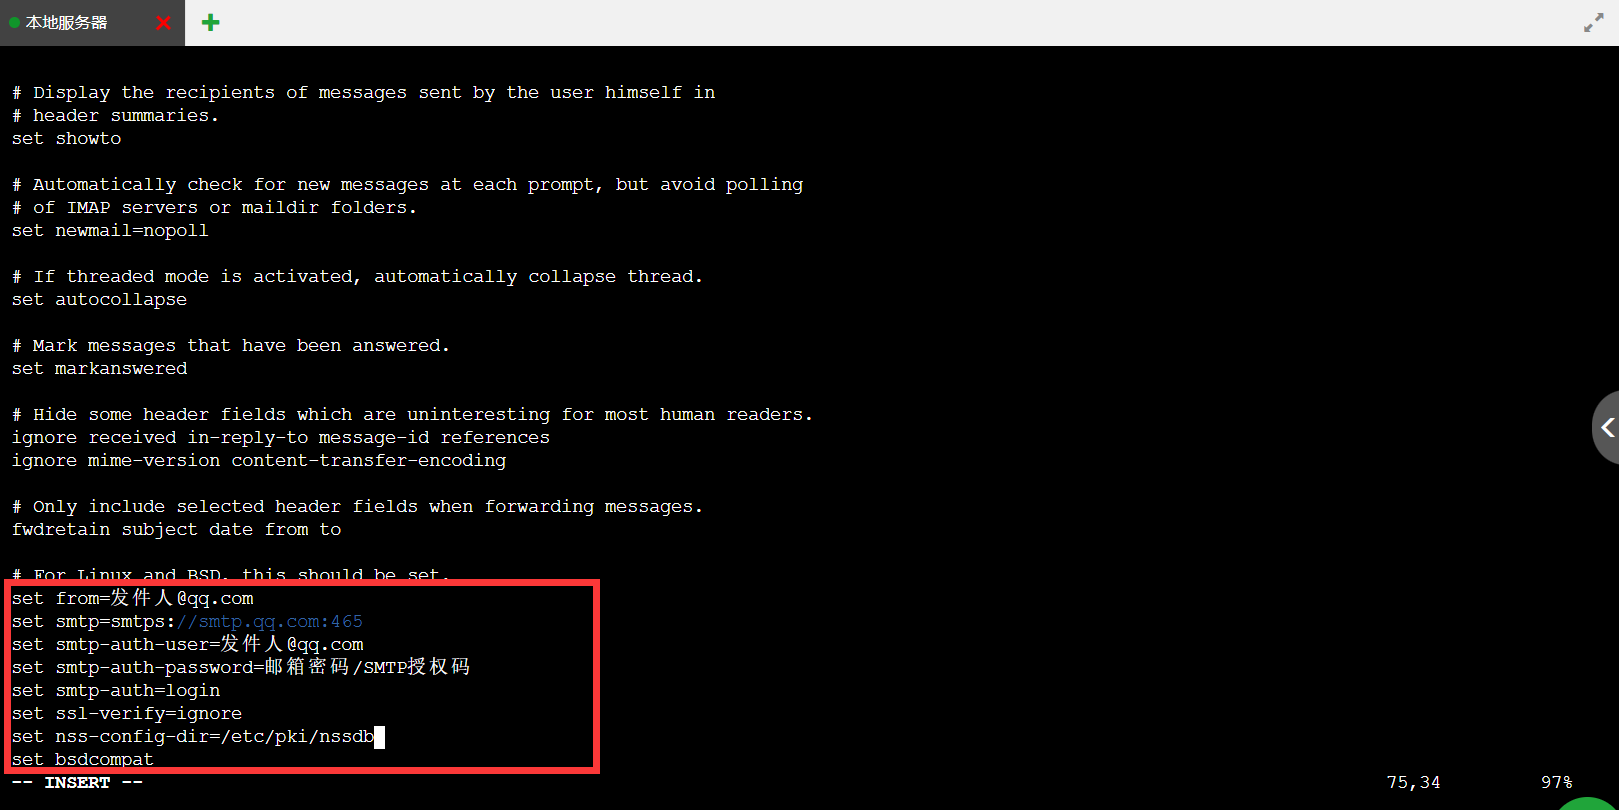 本地服务器
# Display the recipients of messages sent by the user himself in
# header summaries.
set showto
# Automatically check for new messages at each prompt, but avoid polling
# of IMAP servers or maildir folders.
set newmail=nopoll
# If threaded mode is activated, automatically collapse thread.
set autocollapse
# Mark messages that have been answered.
set markanswered
# Hide some header fields which are uninteresting for most human readers.
ignore received in-reply-to message-id references
ignore mime-version content-transfer-encoding
# Only include selected header fields when forwarding messages.
fwdretain subject date from to
# For Linux and BSD, this should be set.
set from=发件人@qq.com
set smtp=smtps://smtp.qq.com:465
set smtp-auth-user=发件人@qq.com
set smtp-auth-password=邮箱密码/SMTP授权码
set smtp-auth=login
set ssl-verify=ignore
set nss-config-dir=/etc/pki/nssdb
set bsdcompat
-- INSERT -- 75,34 97%